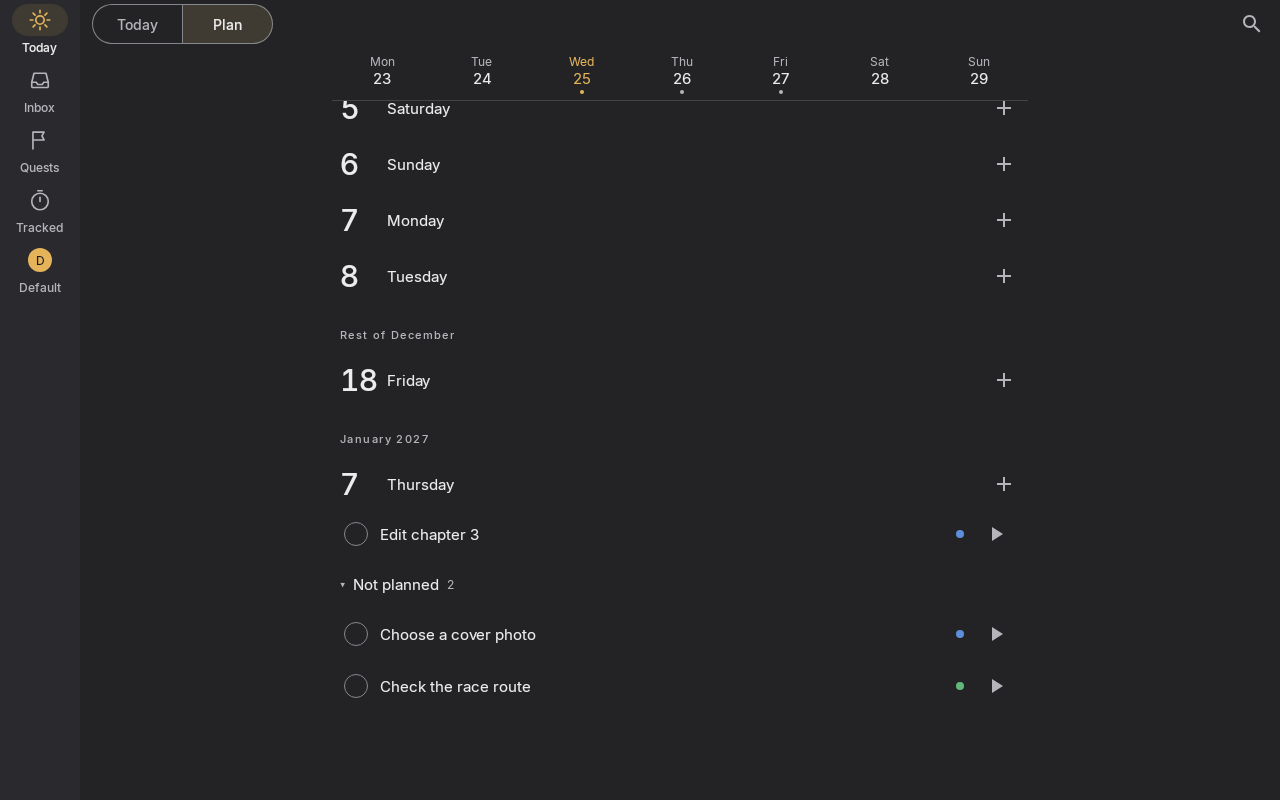 Today
Inbox
Quests
Tracked
D
Default
Today Plan
Mon Tue Wed Thu Fri Sat Sun
23 24 25 26 27 28 29
5 Saturday
6 Sunday
7 Monday
8 Tuesday
Rest of December
18 Friday
January 2027
7 Thursday
Edit chapter 3
Not planned 2
Choose a cover photo
Check the race route